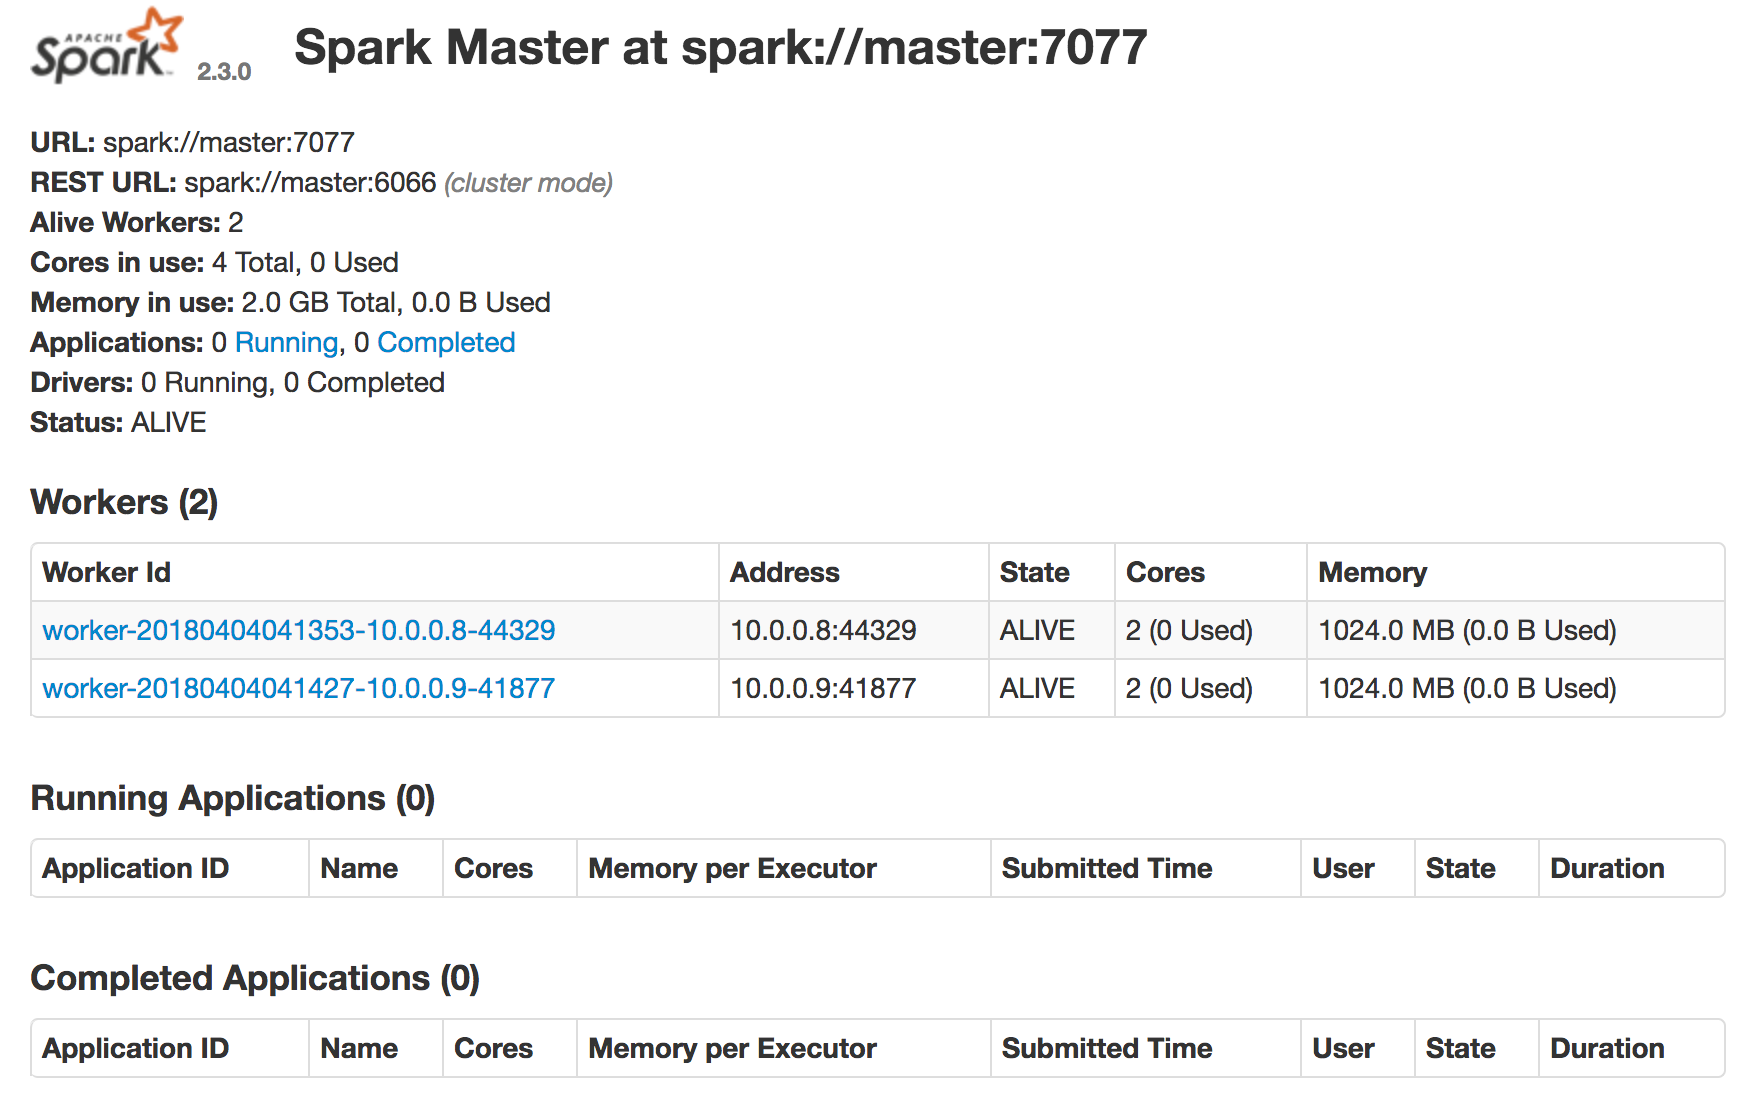 APACHE
Spark 2.3.0 Spark Master at spark://master:7077
URL: spark://master:7077
REST URL: spark://master:6066 (cluster mode)
Alive Workers: 2
Cores in use: 4 Total, 0 Used
Memory in use: 2.0 GB Total, 0.0 B Used
Applications: 0 Running, 0 Completed
Drivers: 0 Running, 0 Completed
Status: ALIVE
Workers (2)
Worker Id Address State Cores Memory
worker-20180404041353-10.0.0.8-44329 10.0.0.8:44329 ALIVE 2 (0 Used) 1024.0 MB (0.0 B Used)
worker-20180404041427-10.0.0.9-41877 10.0.0.9:41877 ALIVE 2 (0 Used) 1024.0 MB (0.0 B Used)
Running Applications (0)
Application ID Name Cores Memory per Executor Submitted Time User State Duration
Completed Applications (0)
Application ID Name Cores Memory per Executor Submitted Time User State Duration